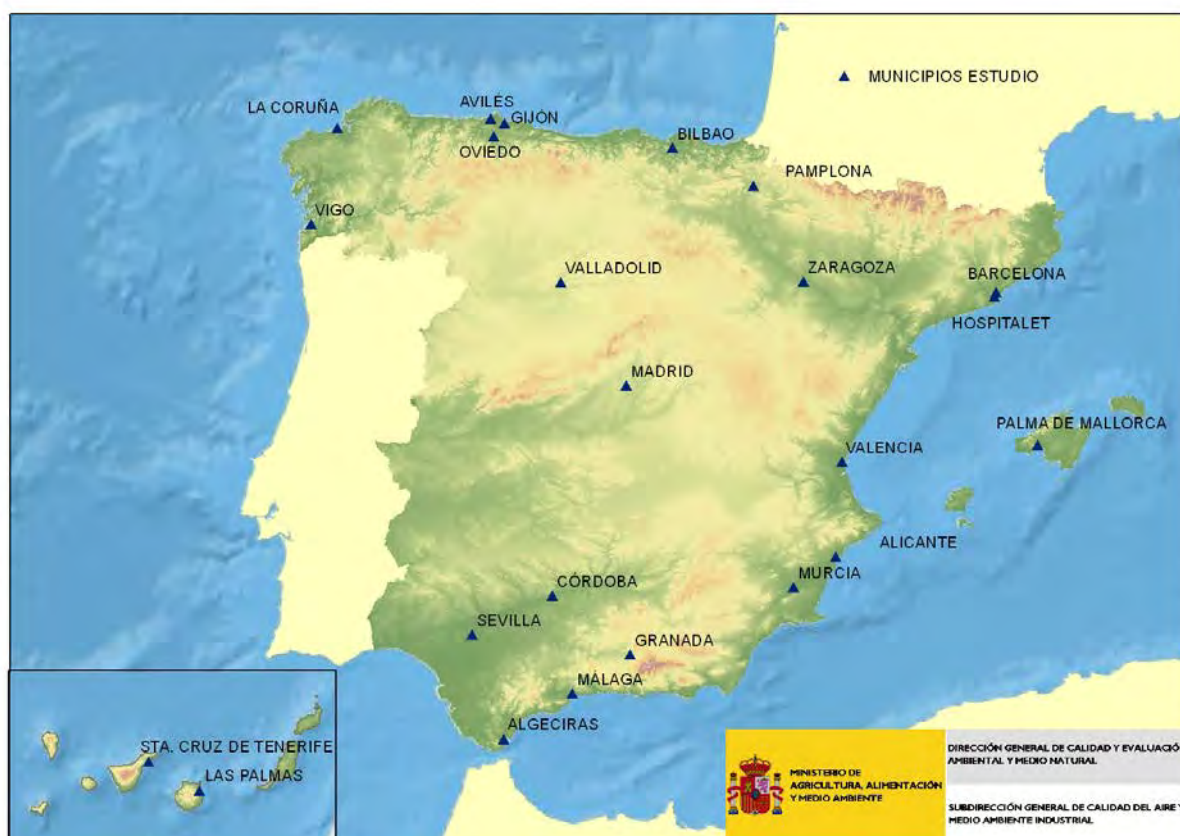 MUNICIPIOS ESTUDIO
LA CORUÑA
AVILÉS
GIJÓN
OVIEDO
BILBAO
PAMPLONA
VIGO
VALLADOLID
ZARAGOZA
BARCELONA
HOSPITALET
MADRID
PALMA DE MALLORCA
VALENCIA
ALICANTE
MURCIA
CÓRDOBA
SEVILLA
GRANADA
MÁLAGA
ALGECIRAS
STA. CRUZ DE TENERIFE
LAS PALMAS
MINISTERIO DE
AGRICULTURA, ALIMENTACIÓN
Y MEDIO AMBIENTE
DIRECCIÓN GENERAL DE CALIDAD Y EVALUACIÓ
AMBIENTAL Y MEDIO NATURAL
SUBDIRECCIÓN GENERAL DE CALIDAD DEL AIRE Y
MEDIO AMBIENTE INDUSTRIAL